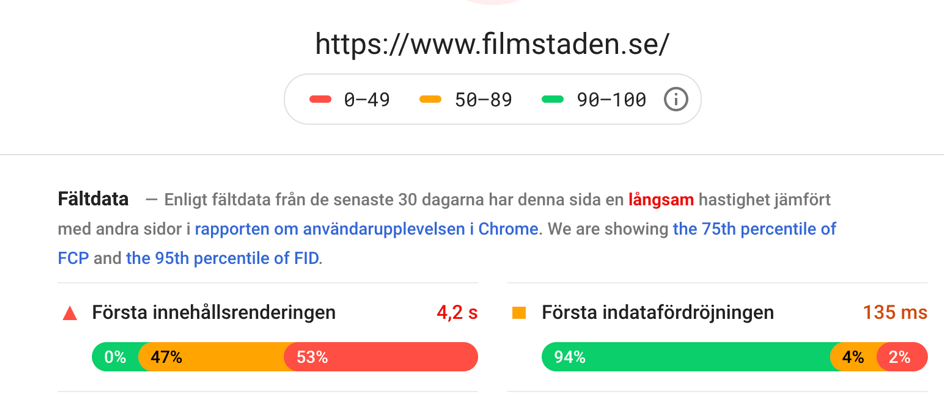 https://www.filmstaden.se/
0–49 50–89 90–100 i
Fältdata — Enligt fältdata från de senaste 30 dagarna har denna sida en långsam hastighet jämfört
med andra sidor i rapporten om användarupplevelsen i Chrome. We are showing the 75th percentile of
FCP and the 95th percentile of FID.
Första innehållsrenderingen 4,2 s
0% 47% 53%
Första indatafördröjningen 135 ms
94% 4% 2%